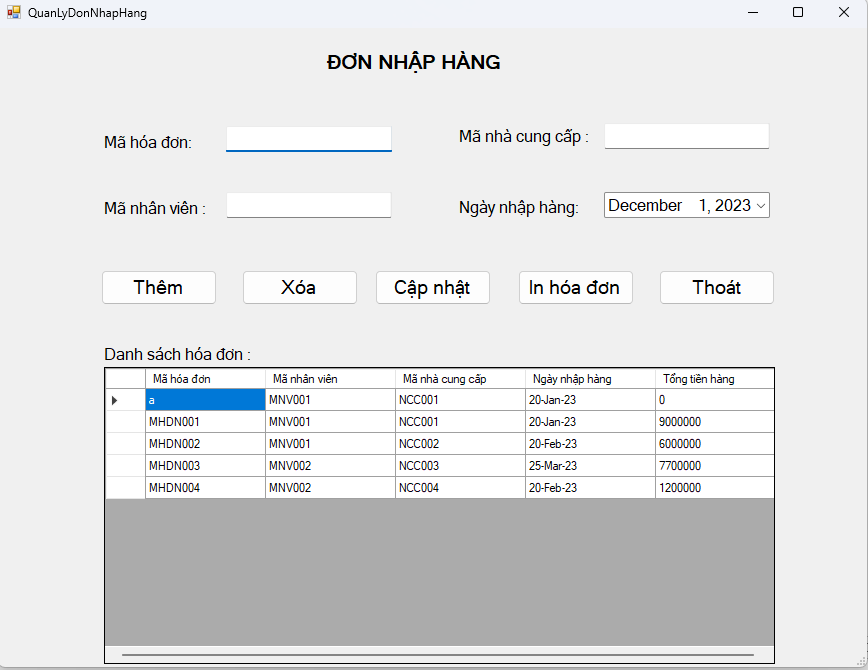 QuanLyDonNhapHang
ĐƠN NHẬP HÀNG
Mã hóa đơn: Mã nhà cung cấp :
Mã nhân viên : Ngày nhập hàng: December 1, 2023
Thêm Xóa Cập nhật In hóa đơn Thoát
Danh sách hóa đơn :
Mã hóa đơn Mã nhân viên Mã nhà cung cấp Ngày nhập hàng Tổng tiền hàng
a MNV001 NCC001 20-Jan-23 0
MHDN001 MNV001 NCC001 20-Jan-23 9000000
MHDN002 MNV001 NCC002 20-Feb-23 6000000
MHDN003 MNV002 NCC003 25-Mar-23 7700000
MHDN004 MNV002 NCC004 20-Feb-23 1200000